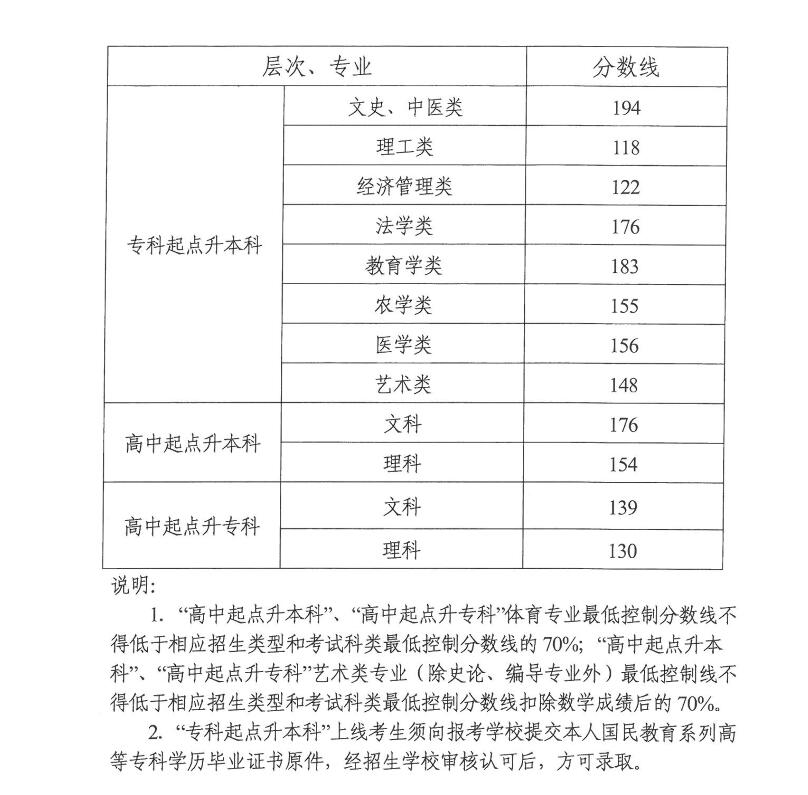 层次、专业 分数线
专科起点升本科
文史、中医类 194
理工类 118
经济管理类 122
法学类 176
教育学类 183
农学类 155
医学类 156
艺术类 148
高中起点升本科
文科 176
理科 154
高中起点升专科
文科 139
理科 130
说明:
1. “高中起点升本科”、“高中起点升专科”体育专业最低控制分数线不
得低于相应招生类型和考试科类最低控制分数线的 70%; “高中起点升本
科”、“高中起点升专科”艺术类专业（除史论、编导专业外）最低控制线不
得低于相应招生类型和考试科类最低控制分数线扣除数学成绩后的 70%。
2. “专科起点升本科”上线考生须向报考学校提交本人国民教育系列高
等专科学历毕业证书原件，经招生学校审核认可后，方可录取。